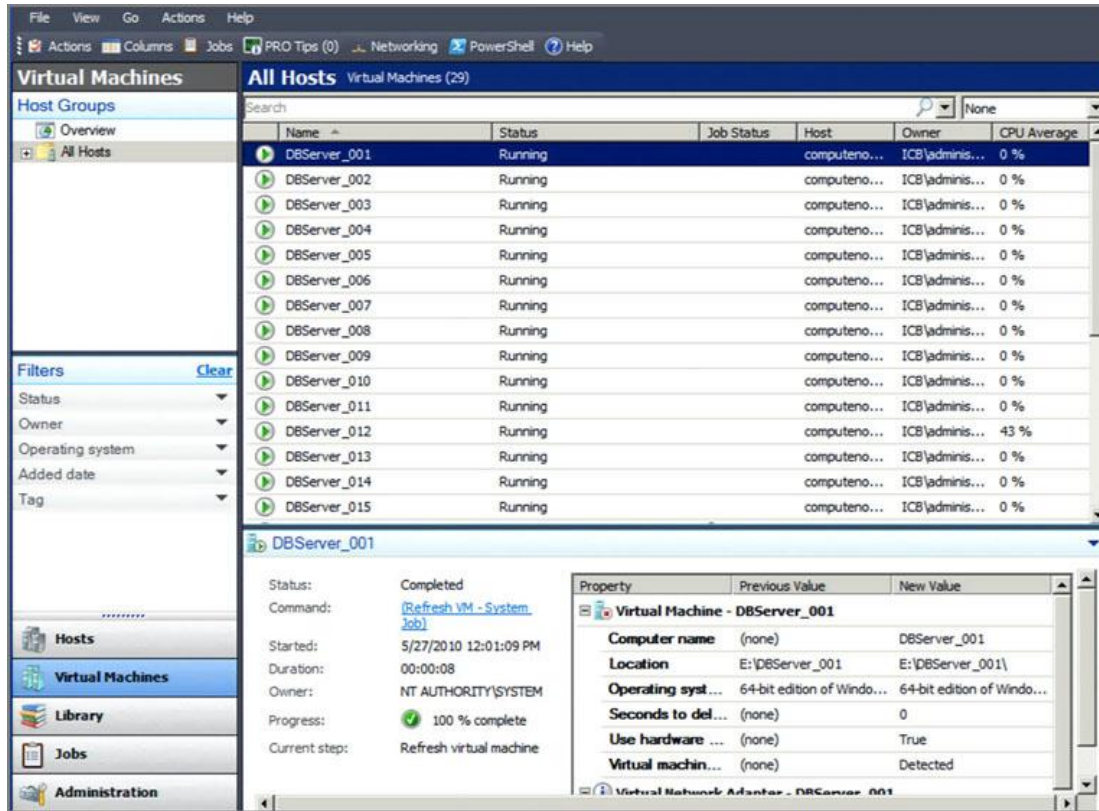 File View Go Actions Help
Actions Columns Jobs PRO Tips (0) Networking PowerShell Help
Virtual Machines
Host Groups
Overview
All Hosts
Filters Clear
Status
Owner
Operating system
Added date
Tag
Hosts
Virtual Machines
Library
Jobs
Administration
All Hosts Virtual Machines (29)
Search None
Name Status Job Status Host Owner CPU Average
DBServer_001 Running computeno... ICB\adminis... 0 %
DBServer_002 Running computeno... ICB\adminis... 0 %
DBServer_003 Running computeno... ICB\adminis... 0 %
DBServer_004 Running computeno... ICB\adminis... 0 %
DBServer_005 Running computeno... ICB\adminis... 0 %
DBServer_006 Running computeno... ICB\adminis... 0 %
DBServer_007 Running computeno... ICB\adminis... 0 %
DBServer_008 Running computeno... ICB\adminis... 0 %
DBServer_009 Running computeno... ICB\adminis... 0 %
DBServer_010 Running computeno... ICB\adminis... 0 %
DBServer_011 Running computeno... ICB\adminis... 0 %
DBServer_012 Running computeno... ICB\adminis... 43 %
DBServer_013 Running computeno... ICB\adminis... 0 %
DBServer_014 Running computeno... ICB\adminis... 0 %
DBServer_015 Running computeno... ICB\adminis... 0 %
DBServer_001
Status: Completed
Command: (Refresh VM - System
Job)
Started: 5/27/2010 12:01:09 PM
Duration: 00:00:08
Owner: NT AUTHORITY\SYSTEM
Progress: 100 % complete
Current step: Refresh virtual machine
Property Previous Value New Value
Virtual Machine - DBServer_001
Computer name (none) DBServer_001
Location E:\DBServer_001 E:\DBServer_001\
Operating syst... 64-bit edition of Windo... 64-bit edition of Windo...
Seconds to del... (none) 0
Use hardware ... (none) True
Virtual machin... (none) Detected
Virtual Network Adapter - DBServer_001